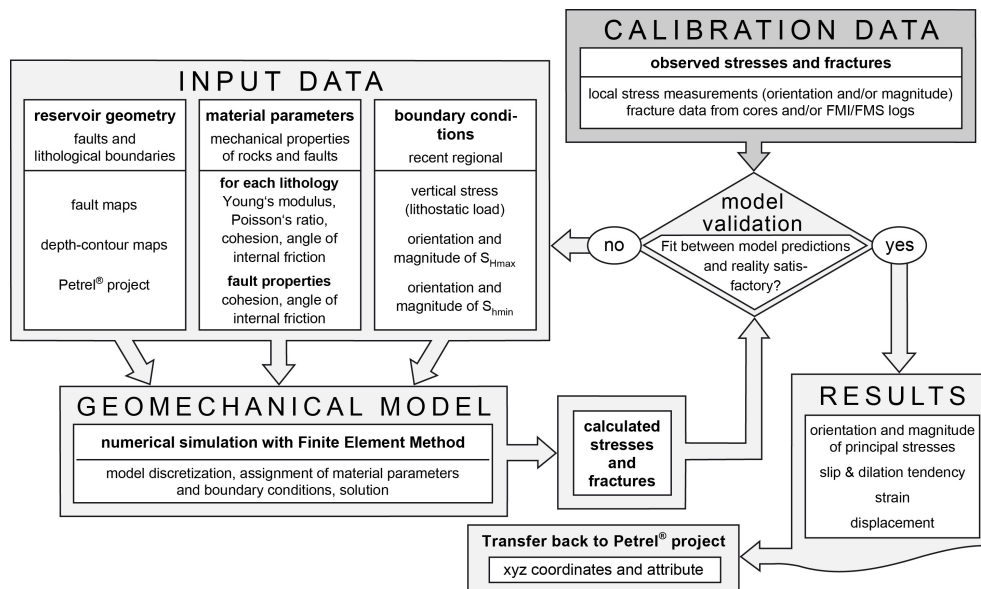 INPUT DATA
reservoir geometry
faults and
lithological boundaries
fault maps
depth-contour maps
Petrel® project
material parameters
mechanical properties
of rocks and faults
for each lithology
Young‘s modulus,
Poisson‘s ratio,
cohesion, angle of
internal friction
fault properties
cohesion, angle of
internal friction
boundary condi-
tions
recent regional
vertical stress
(lithostatic load)
orientation and
magnitude of SHmax
orientation and
magnitude of Shmin
CALIBRATION DATA
observed stresses and fractures
local stress measurements (orientation and/or magnitude)
fracture data from cores and/or FMI/FMS logs
model
validation
Fit between model predictions
and reality satis-
factory?
no
yes
GEOMECHANICAL MODEL
numerical simulation with Finite Element Method
model discretization, assignment of material parameters
and boundary conditions, solution
calculated
stresses
and
fractures
RESULTS
orientation and magnitude
of principal stresses
slip & dilation tendency
strain
displacement
Transfer back to Petrel® project
xyz coordinates and attribute